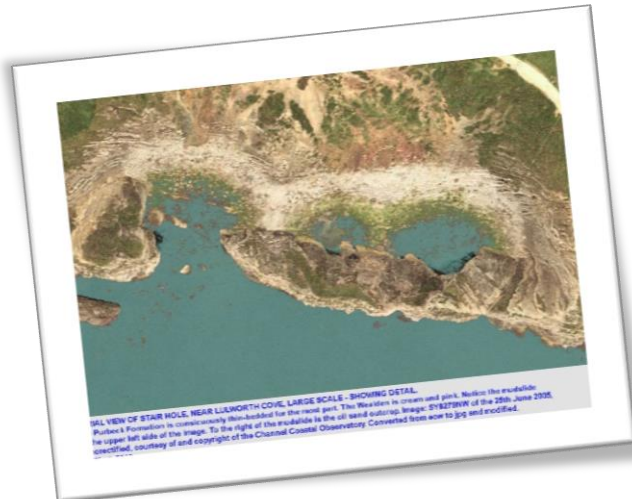 IAL VIEW OF STAIR HOLE, NEAR LULWORTH COVE, LARGE SCALE - SHOWING DETAIL.
Purbeck Formation is conspicuously thin-bedded for the most part. The Wealden is cream and pink. Notice the mudslide
he upper left side of the image. To the right of the mudslide is the oil sand outcrop. Image: SY8279NW of the 28th June 2005,
orectified, courtesy of and copyright of the Channel Coastal Observatory. Converted from ecw to jpg and modified.